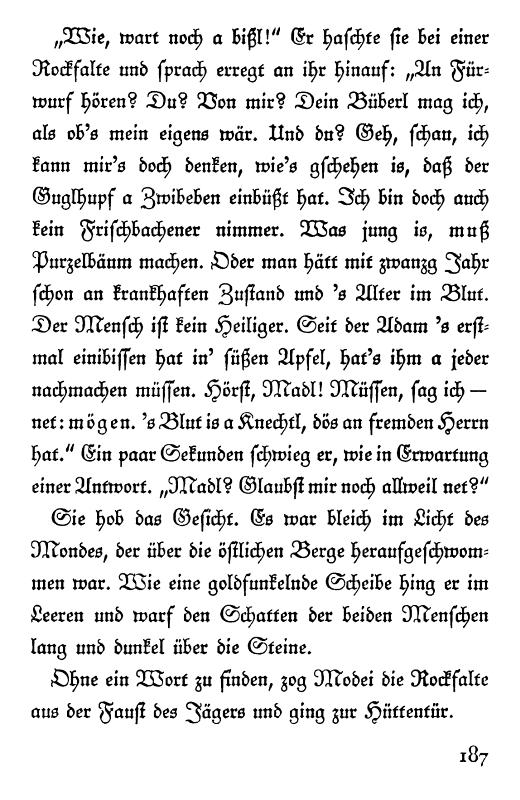 „Wie, wart noch a bißl!“ Er haschte sie bei einer
Rockfalte und sprach erregt an ihr hinauf: „An Für-
wurf hören? Du? Von mir? Dein Büberl mag ich,
als ob's mein eigens wär. Und du? Geh, schau, ich
kann mir's doch denken, wie's gschehen is, daß der
Guglhupf a Zwibeben einbüßt hat. Ich bin doch auch
kein Frischbachener nimmer. Was jung is, muß
Purzelbäum machen. Oder man hätt mit zwanzg Jahr
schon an krankhaften Zustand und 's Alter im Blut.
Der Mensch ist kein Heiliger. Seit der Adam 's erst-
mal einibissen hat in' süßen Apfel, hat's ihm a jeder
nachmachen müssen. Hörst, Madl! Müssen, sag ich —
net: mögen. 's Blut is a Knechtl, dös an fremden Herrn
hat.“ Ein paar Sekunden schwieg er, wie in Erwartung
einer Antwort. „Madl? Glaubst mir noch allweil net?“
Sie hob das Gesicht. Es war bleich im Licht des
Mondes, der über die östlichen Berge heraufgeschwom-
men war. Wie eine goldfunkelnde Scheibe hing er im
Leeren und warf den Schatten der beiden Menschen
lang und dunkel über die Steine.
Ohne ein Wort zu finden, zog Modei die Rockfalte
aus der Faust des Jägers und ging zur Hüttentür.
187